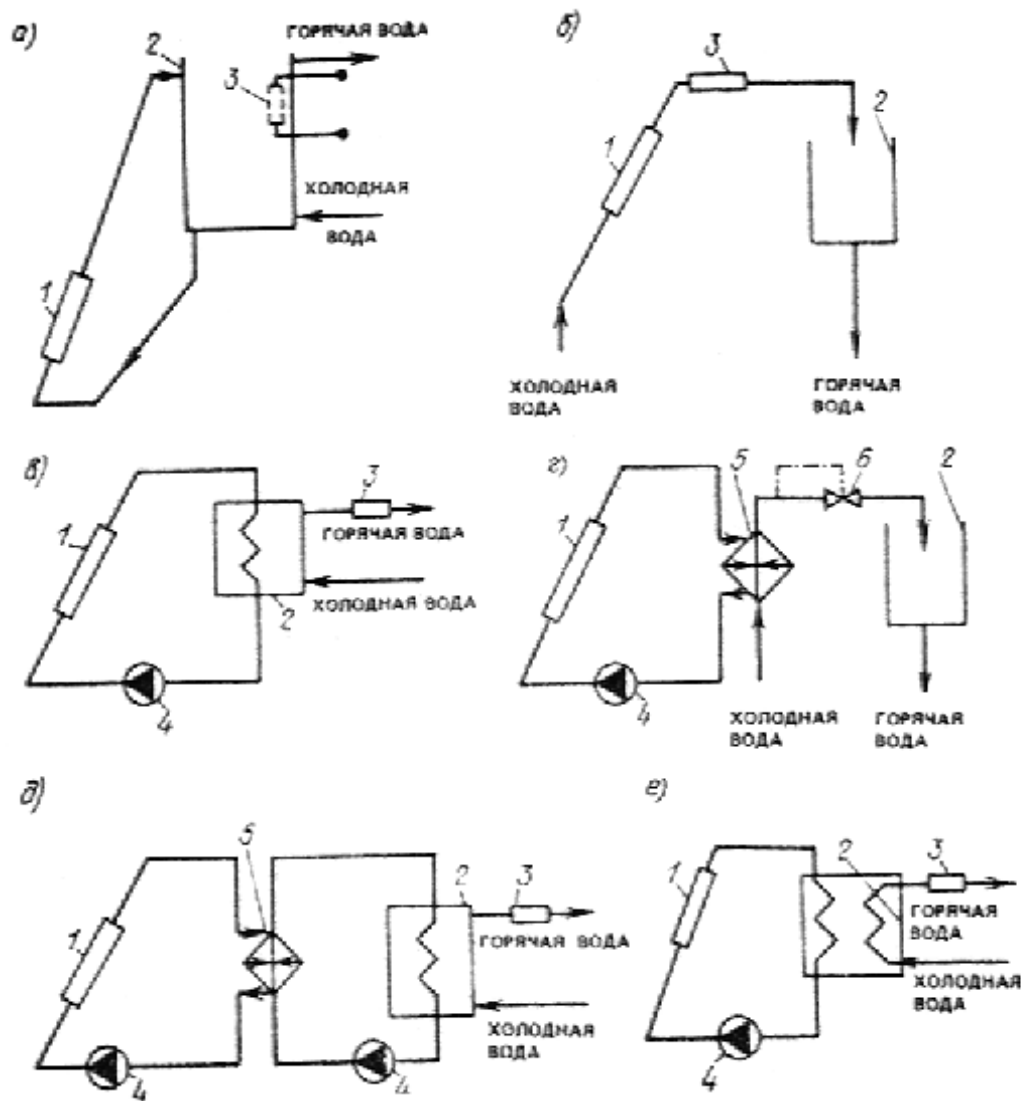 а)
2
ГОРЯЧАЯ ВОДА
3
ХОЛОДНАЯ
ВОДА
1
б)
3
2
1
ХОЛОДНАЯ
ВОДА
ГОРЯЧАЯ
ВОДА
в)
3
1
ГОРЯЧАЯ ВОДА
ХОЛОДНАЯ ВОДА
2
4
г)
5
6
2
1
4
ХОЛОДНАЯ
ВОДА
ГОРЯЧАЯ
ВОДА
д)
5
2
3
1
ГОРЯЧАЯ ВОДА
ХОЛОДНАЯ
ВОДА
4
4
е)
2
3
1
ГОРЯЧАЯ
ВОДА
ХОЛОДНАЯ
ВОДА
4